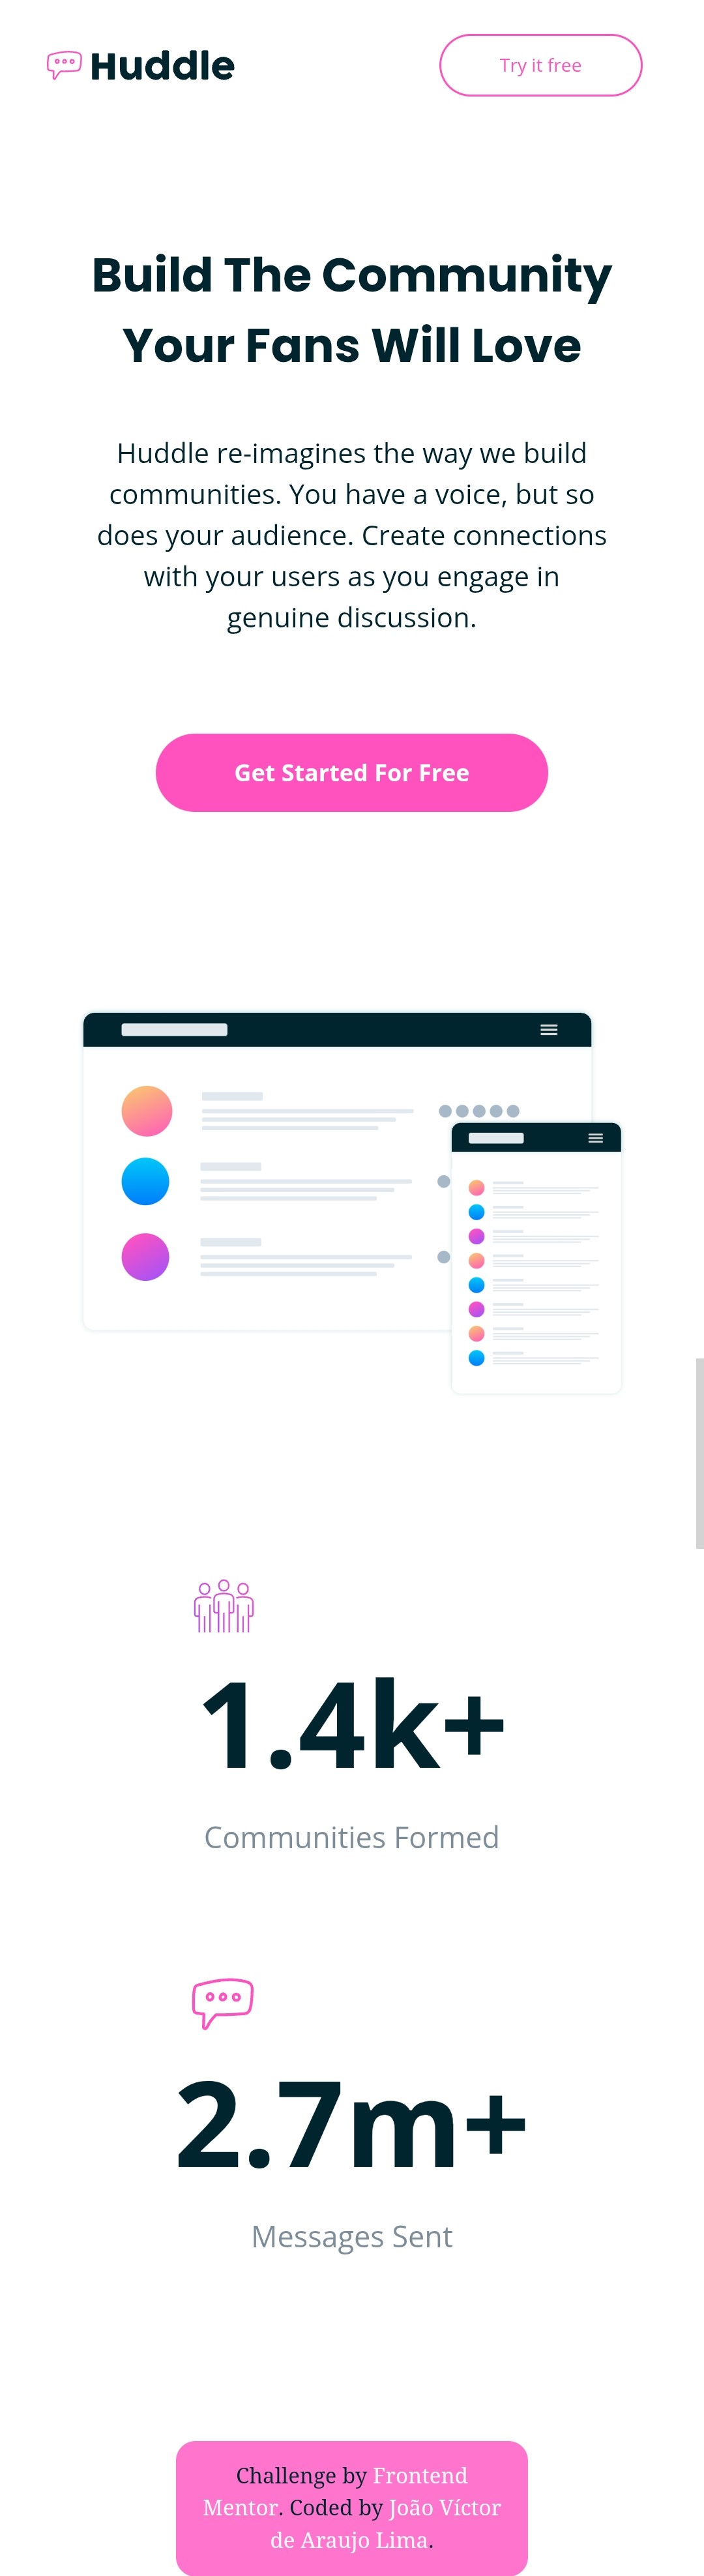 Huddle
Try it free
Build The Community
Your Fans Will Love
Huddle re-imagines the way we build
communities. You have a voice, but so
does your audience. Create connections
with your users as you engage in
genuine discussion.
Get Started For Free
1.4k+
Communities Formed
2.7m+
Messages Sent
Challenge by Frontend
Mentor. Coded by João Víctor
de Araujo Lima.